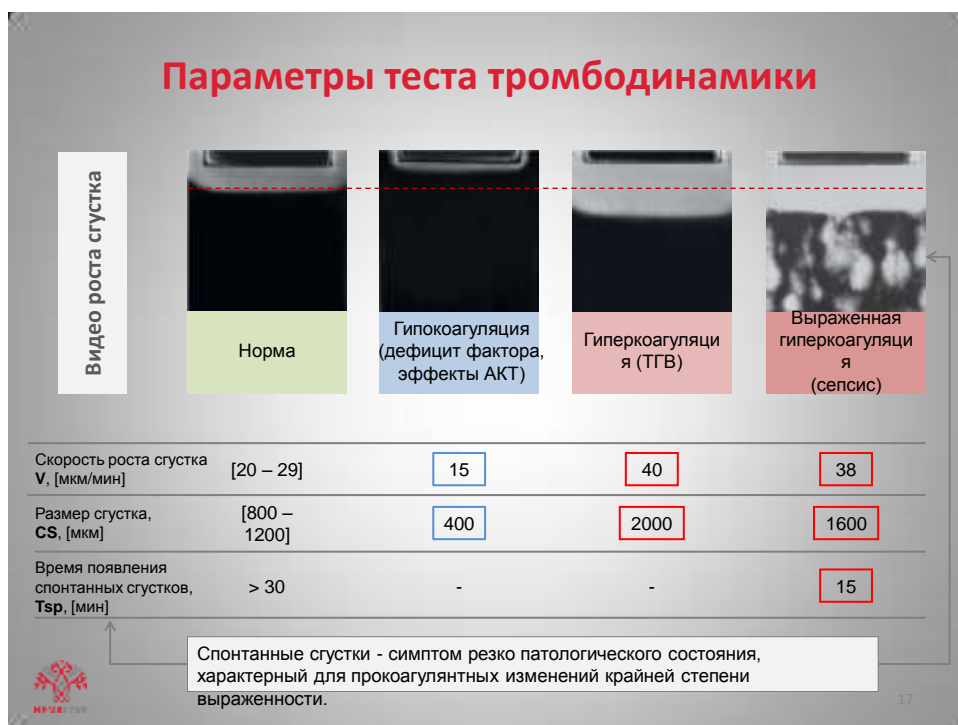 Параметры теста тромбодинамики
Видео роста сгустка
Норма
Гипокоагуляция
(дефицит фактора,
эффекты АКТ)
Гиперкоагуляци
я (ТГВ)
Выраженная
гиперкоагуляци
я
(сепсис)
Скорость роста сгустка
V, [мкм/мин]
[20 – 29]
15
40
38
Размер сгустка,
CS, [мкм]
[800 –
1200]
400
2000
1600
Время появления
спонтанных сгустков,
Tsp, [мин]
> 30
-
-
15
Спонтанные сгустки - симптом резко патологического состояния,
характерный для прокоагулянтных изменений крайней степени
выраженности.
17